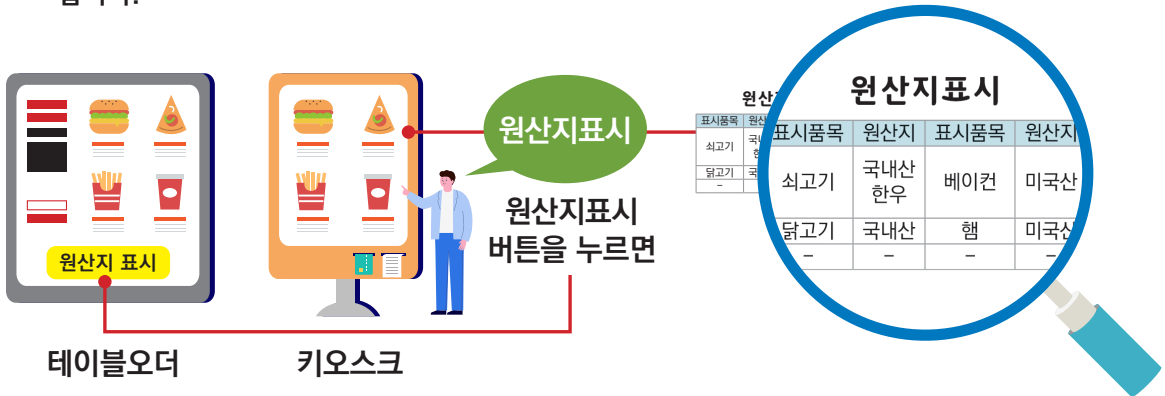 원산지 표시
테이블오더
키오스크
원산지표시
원산지표시
버튼을 누르면
표시품목
쇠고기
닭고기
–
원산지표시
표시품목 원산지 표시품목 원산지
쇠고기 국내산 한우 베이컨 미국산
닭고기 국내산 햄 미국산
– – – –